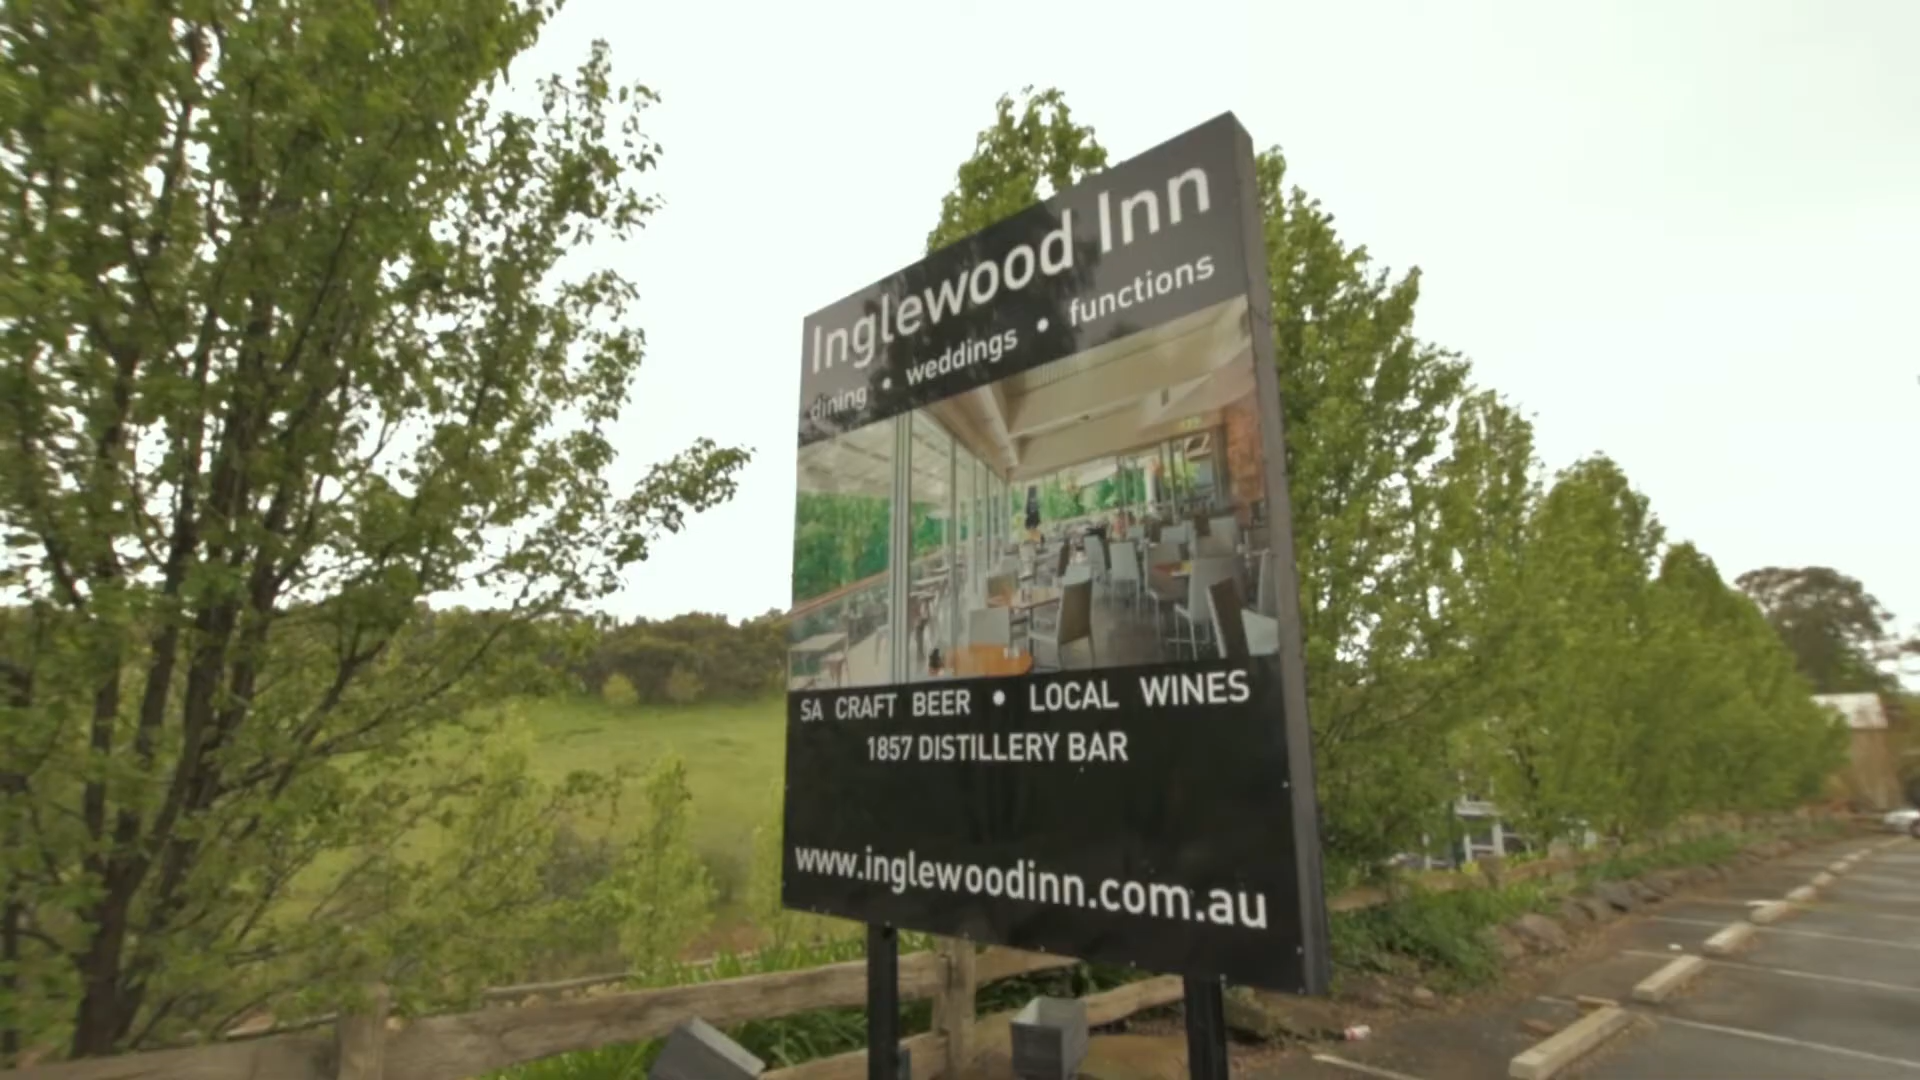 Inglewood Inn
dining • weddings • functions
SA CRAFT BEER • LOCAL WINES
1857 DISTILLERY BAR
www.inglewoodinn.com.au